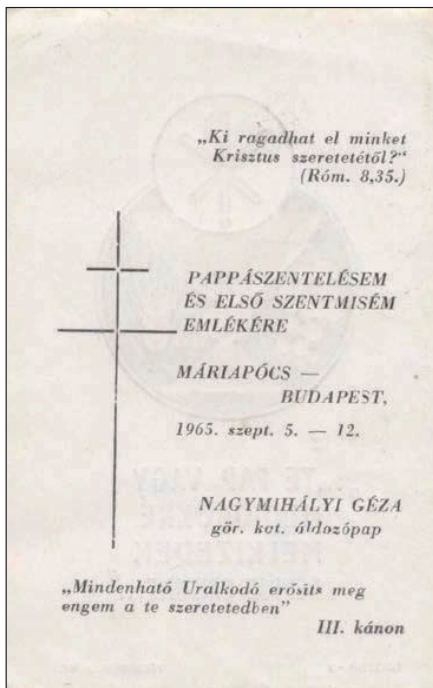 „Ki ragadhat el minket
Krisztus szeretetétől?“
(Róm. 8,35.)
PAPPÁSZENTELÉSEM
ÉS ELSŐ SZENTMISÉM
EMLÉKÉRE
MÁRIAPÓCS —
BUDAPEST,
1965. szept. 5. — 12.
NAGYMIHÁLYI GÉZA
gör. kat. áldozópap
„Mindenható Uralkodó erősíts meg
engem a te szeretetedben”
III. kánon